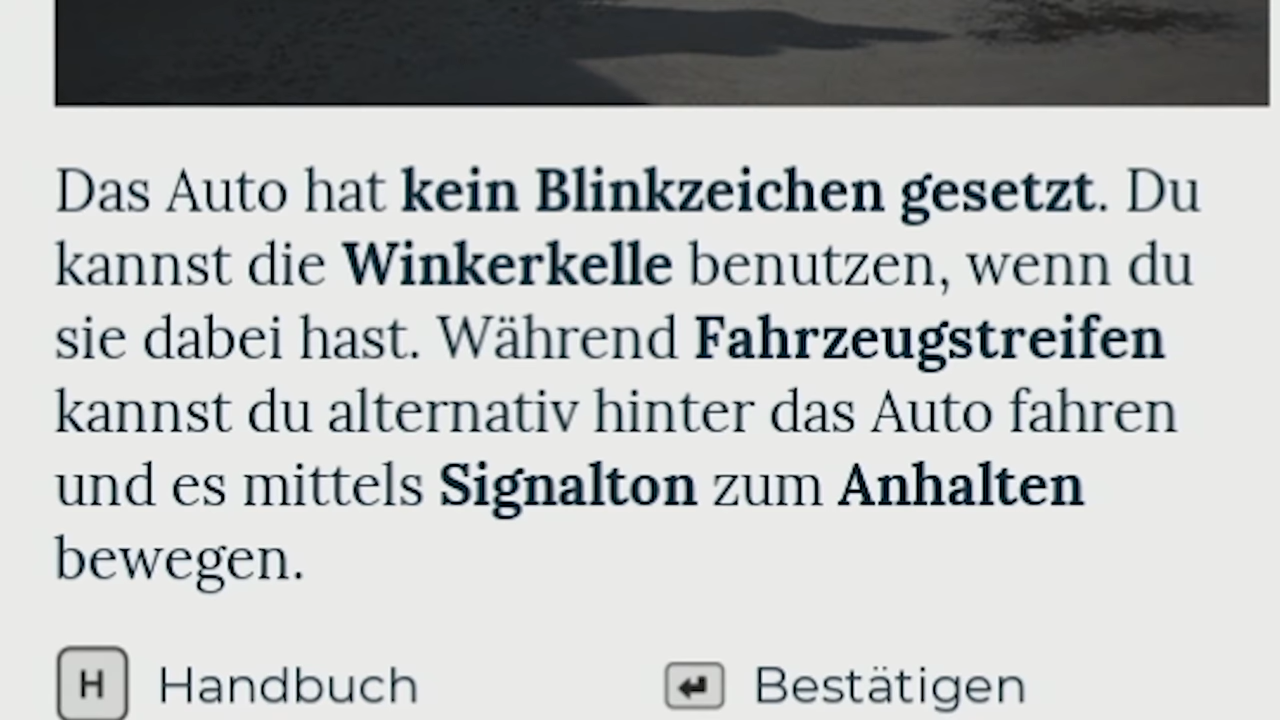 Das Auto hat kein Blinkzeichen gesetzt. Du
kannst die Winkerkelle benutzen, wenn du
sie dabei hast. Während Fahrzeugstreifen
kannst du alternativ hinter das Auto fahren
und es mittels Signalton zum Anhalten
bewegen.
H Handbuch
Bestätigen